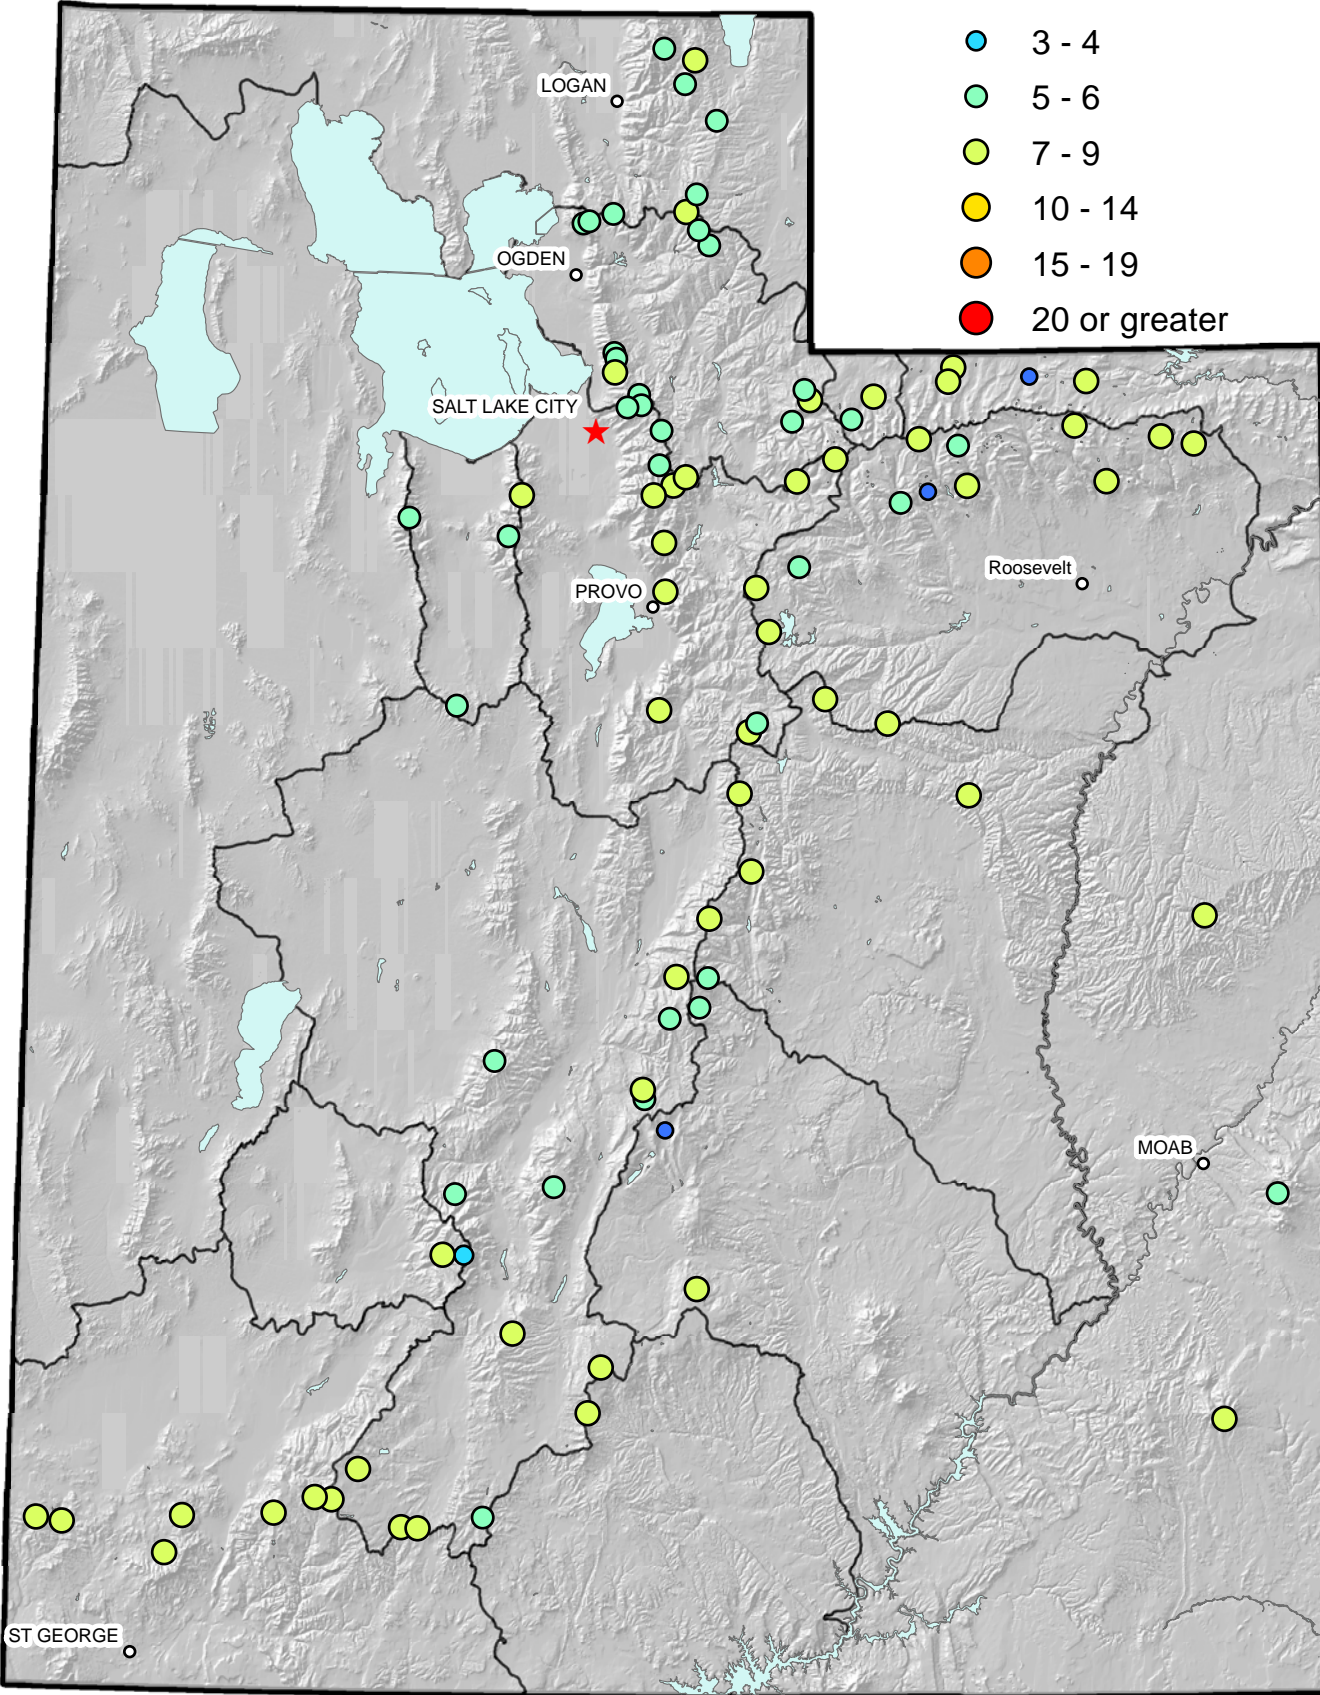 3 - 4
5 - 6
7 - 9
10 - 14
15 - 19
20 or greater
LOGAN
OGDEN
SALT LAKE CITY
Roosevelt
PROVO
MOAB
ST GEORGE